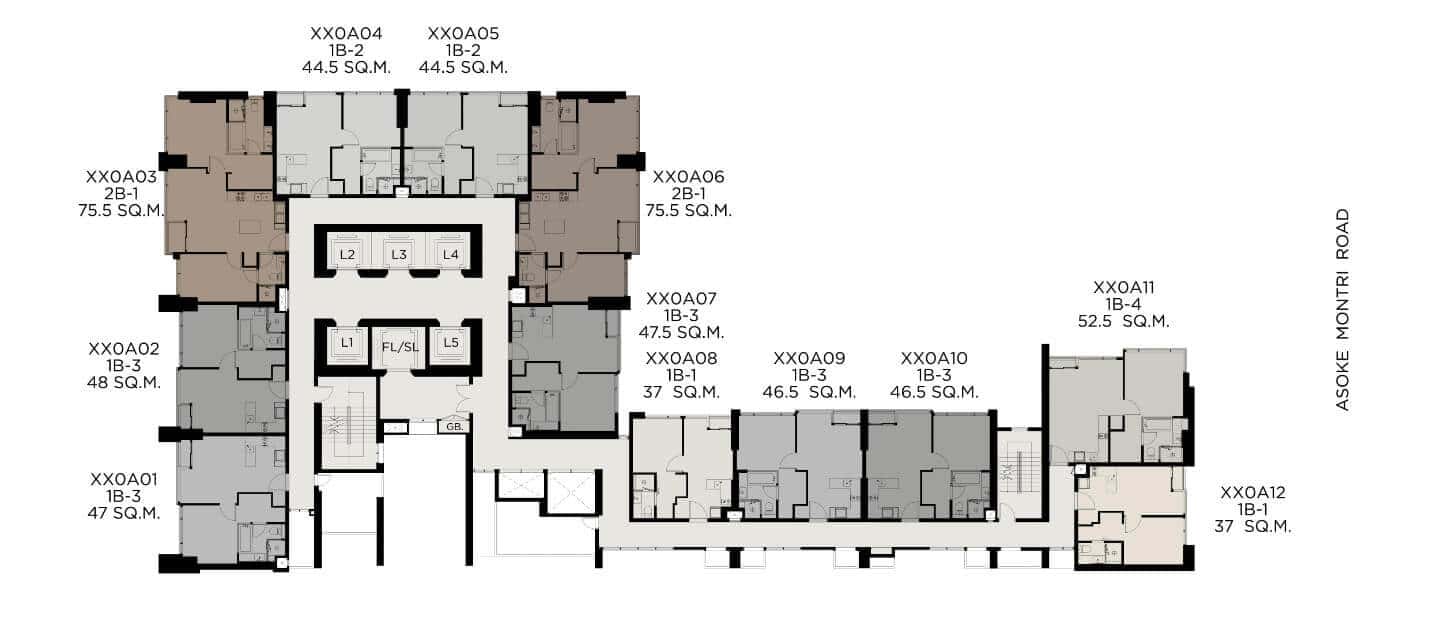 XX0A04
1B-2
44.5 SQ.M.
XX0A05
1B-2
44.5 SQ.M.
XX0A03
2B-1
75.5 SQ.M.
XX0A06
2B-1
75.5 SQ.M.
L2
L3
L4
L1
FL/SL
L5
GB.
XX0A02
1B-3
48 SQ.M.
XX0A01
1B-3
47 SQ.M.
XX0A07
1B-3
47.5 SQ.M.
XX0A08
1B-1
37 SQ.M.
XX0A09
1B-3
46.5 SQ.M.
XX0A10
1B-3
46.5 SQ.M.
XX0A11
1B-4
52.5 SQ.M.
XX0A12
1B-1
37 SQ.M.
ASOKE MONTRI ROAD